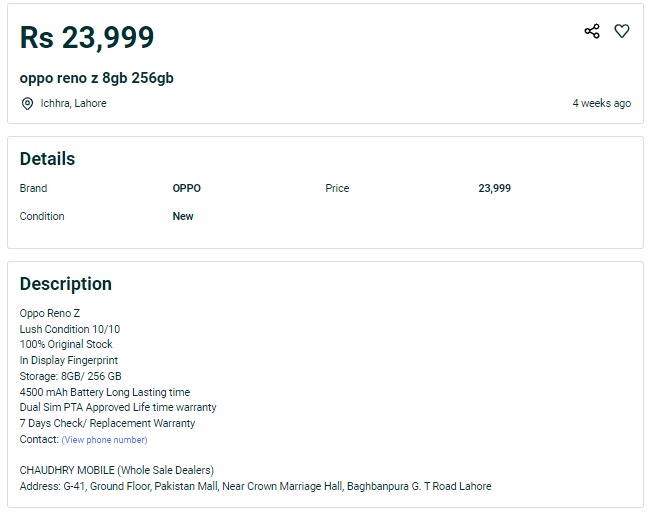 Rs 23,999
oppo reno z 8gb 256gb
Ichhra, Lahore 4 weeks ago
Details
Brand OPPO Price 23,999
Condition New
Description
Oppo Reno Z
Lush Condition 10/10
100% Original Stock
In Display Fingerprint
Storage: 8GB/ 256 GB
4500 mAh Battery Long Lasting time
Dual Sim PTA Approved Life time warranty
7 Days Check/ Replacement Warranty
Contact: (View phone number)
CHAUDHRY MOBILE (Whole Sale Dealers)
Address: G-41, Ground Floor, Pakistan Mall, Near Crown Marriage Hall, Baghbanpura G. T Road Lahore